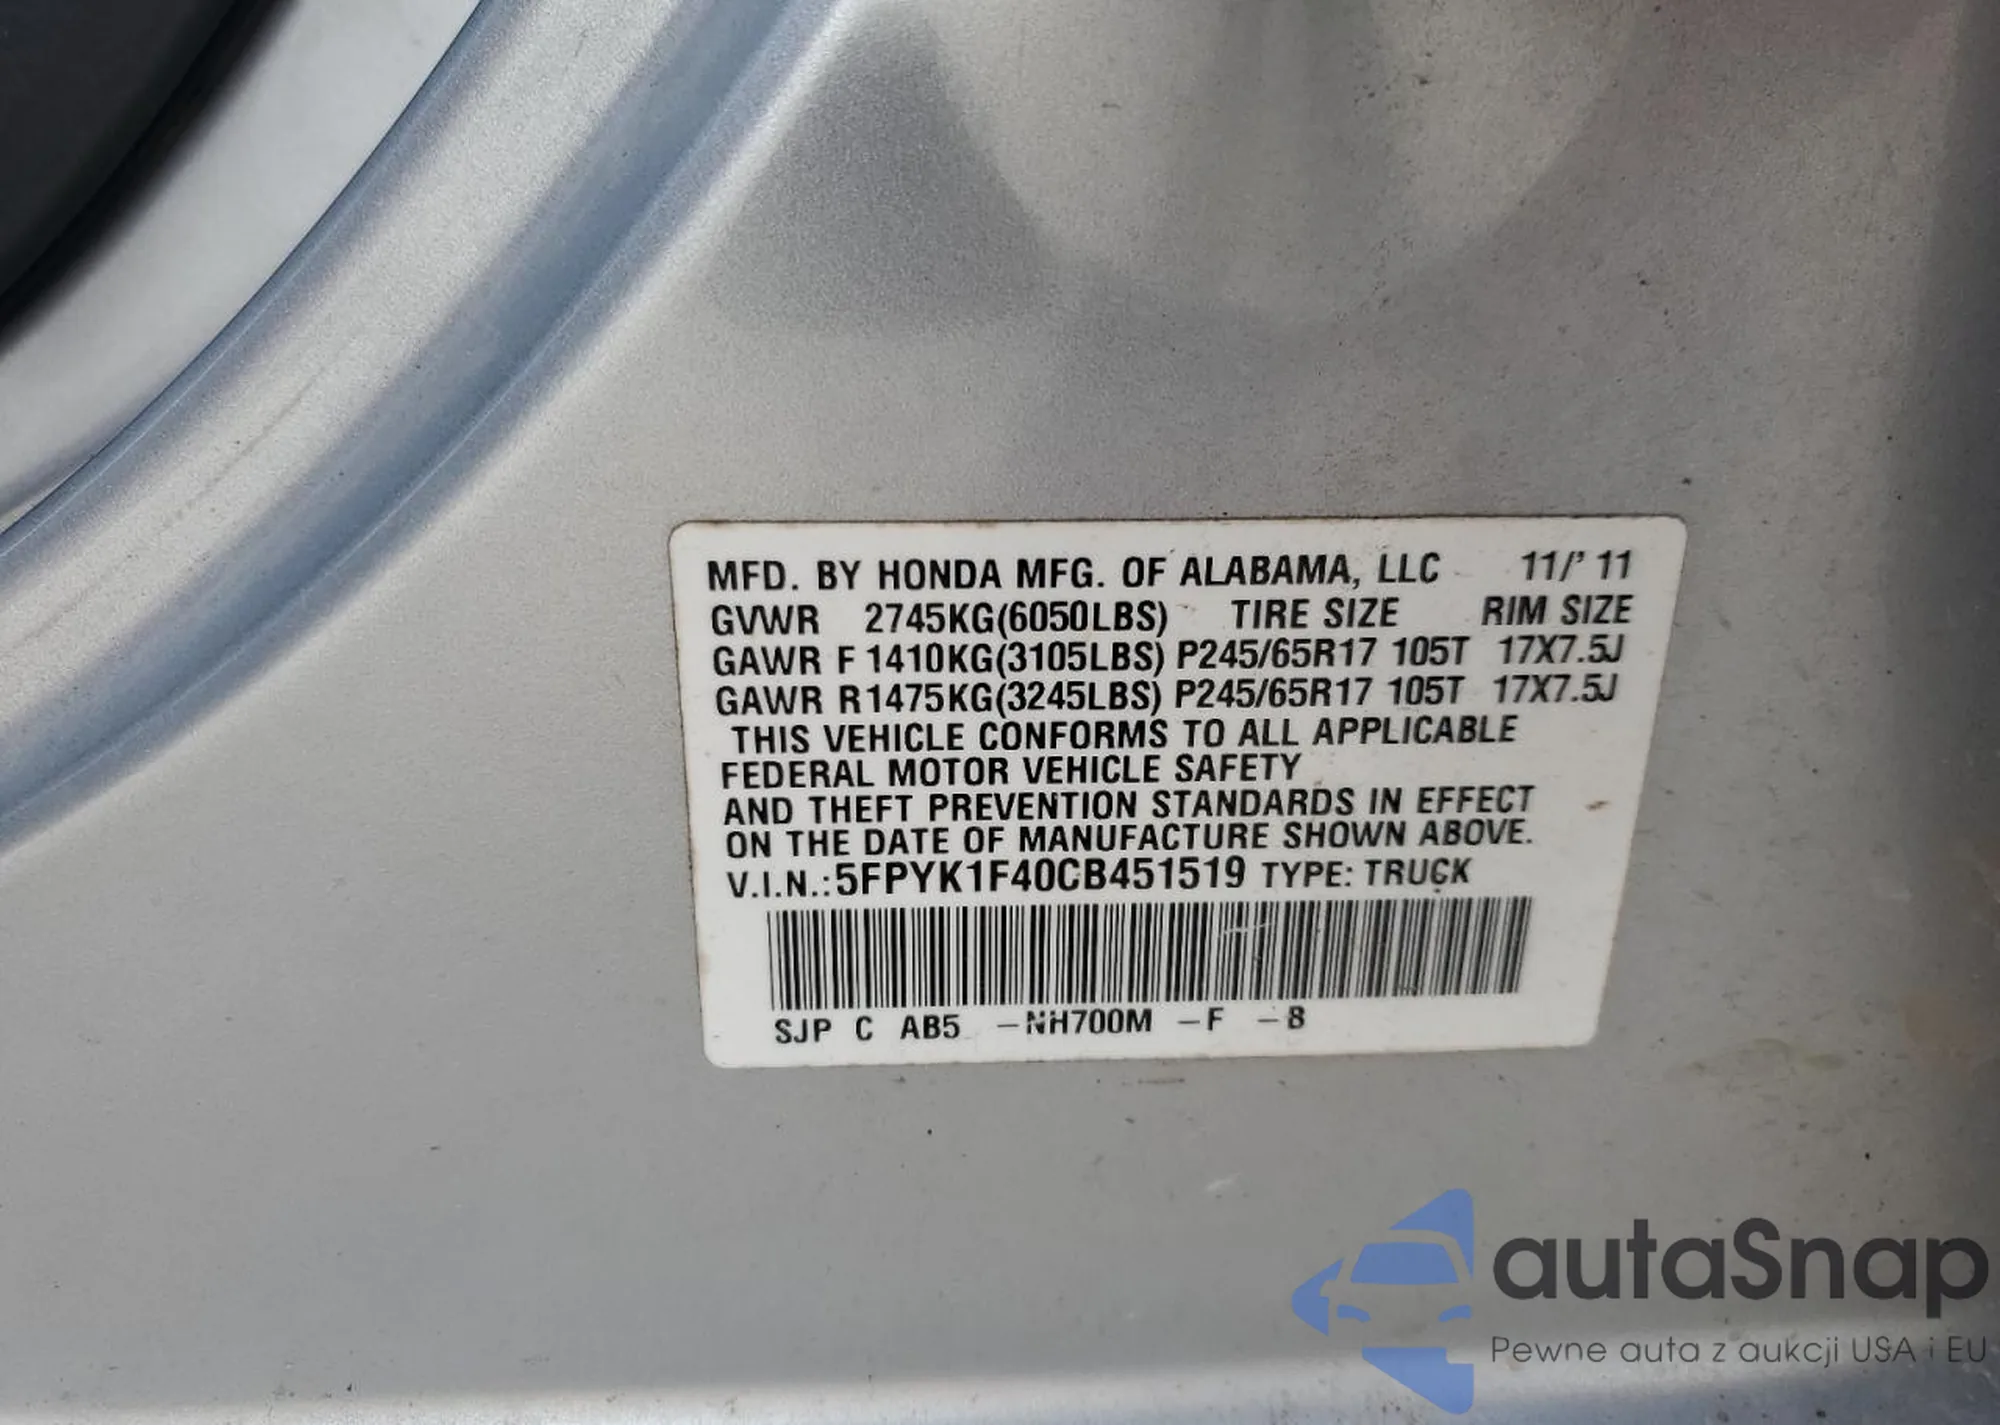 MFD. BY HONDA MFG. OF ALABAMA, LLC 11/'11
GVWR 2745KG(6050LBS) TIRE SIZE RIM SIZE
GAWR F 1410KG(3105LBS) P245/65R17 105T 17X7.5J
GAWR R 1475KG(3245LBS) P245/65R17 105T 17X7.5J
THIS VEHICLE CONFORMS TO ALL APPLICABLE
FEDERAL MOTOR VEHICLE SAFETY
AND THEFT PREVENTION STANDARDS IN EFFECT
ON THE DATE OF MANUFACTURE SHOWN ABOVE.
V.I.N.: 5FPYK1F40CB451519 TYPE: TRUCK
SJP C AB5 -NH700M -F -8
autaSnap
Pewne auta z aukcji USA i EU